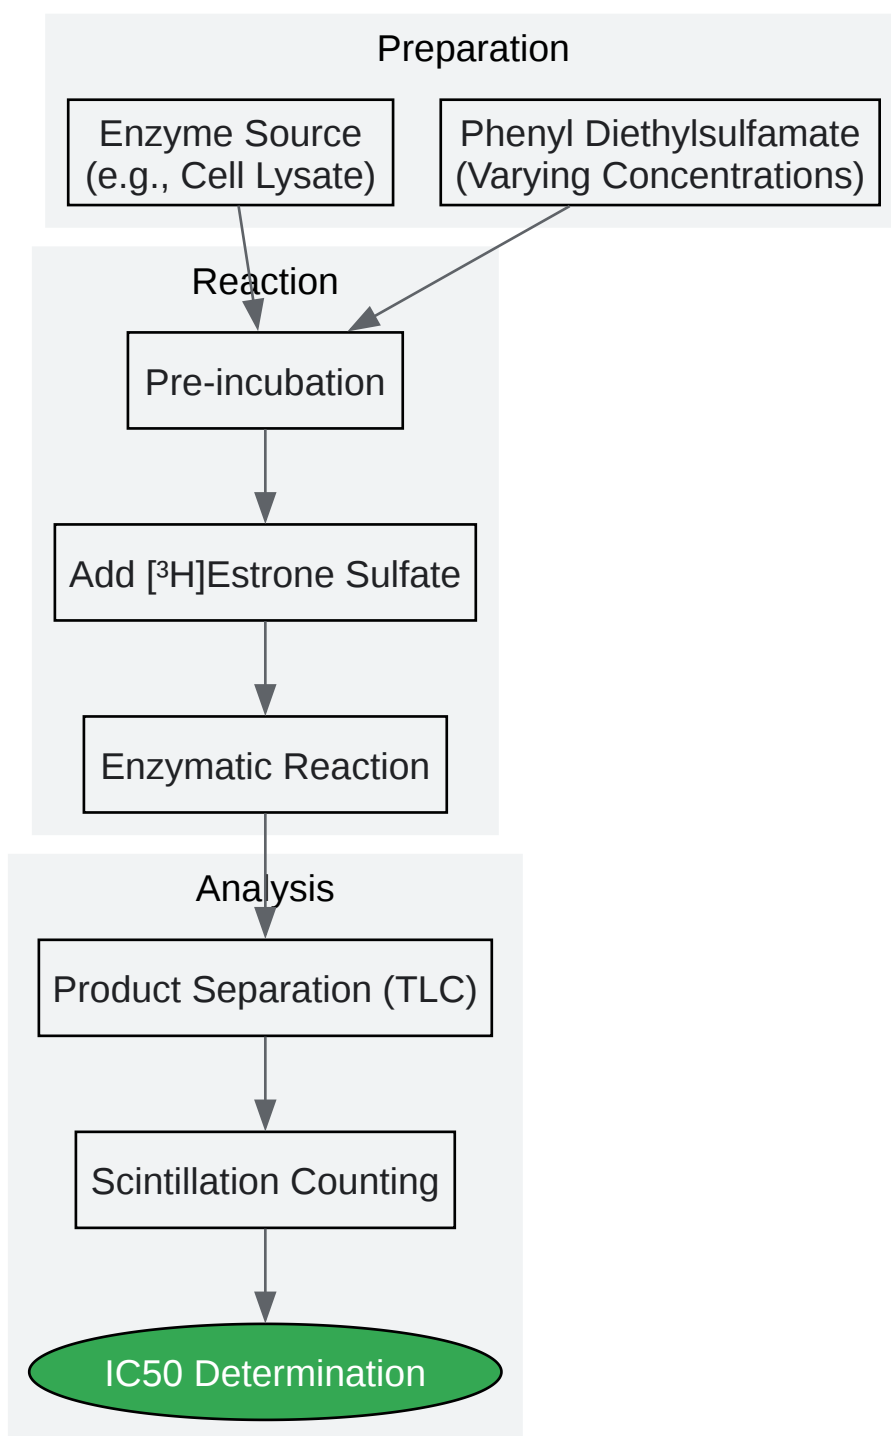 Preparation
Enzyme Source
(e.g., Cell Lysate)
Phenyl Diethylsulfamate
(Varying Concentrations)
Reaction
Pre-incubation
Add [³H]Estrone Sulfate
Enzymatic Reaction
Analysis
Product Separation (TLC)
Scintillation Counting
IC50 Determination